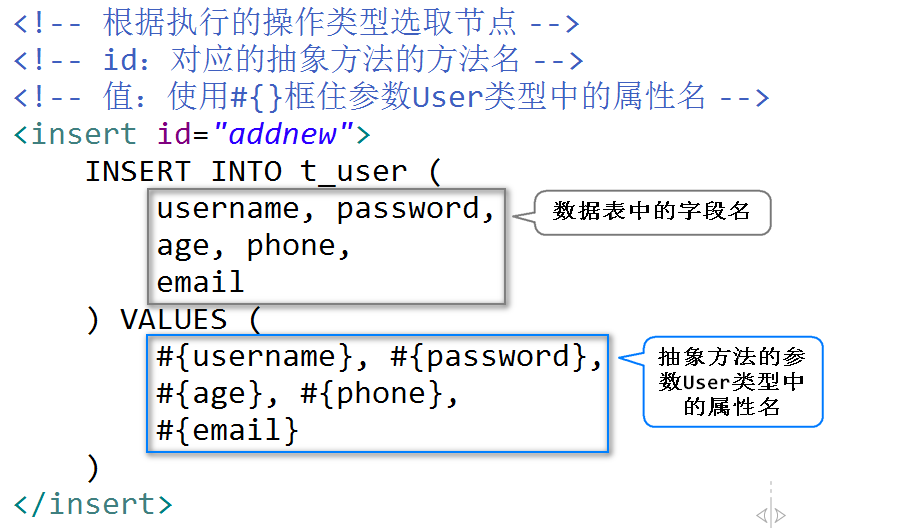 <!-- 根据执行的操作类型选取节点 -->
<!-- id：对应的抽象方法的方法名 -->
<!-- 值：使用#{}框住参数User类型中的属性名 -->
<insert id="addnew">
INSERT INTO t_user (
username, password,
age, phone,
email
数据表中的字段名
) VALUES (
#{username}, #{password},
#{age}, #{phone},
#{email}
抽象方法的参
数User类型中
的属性名
)
</insert>